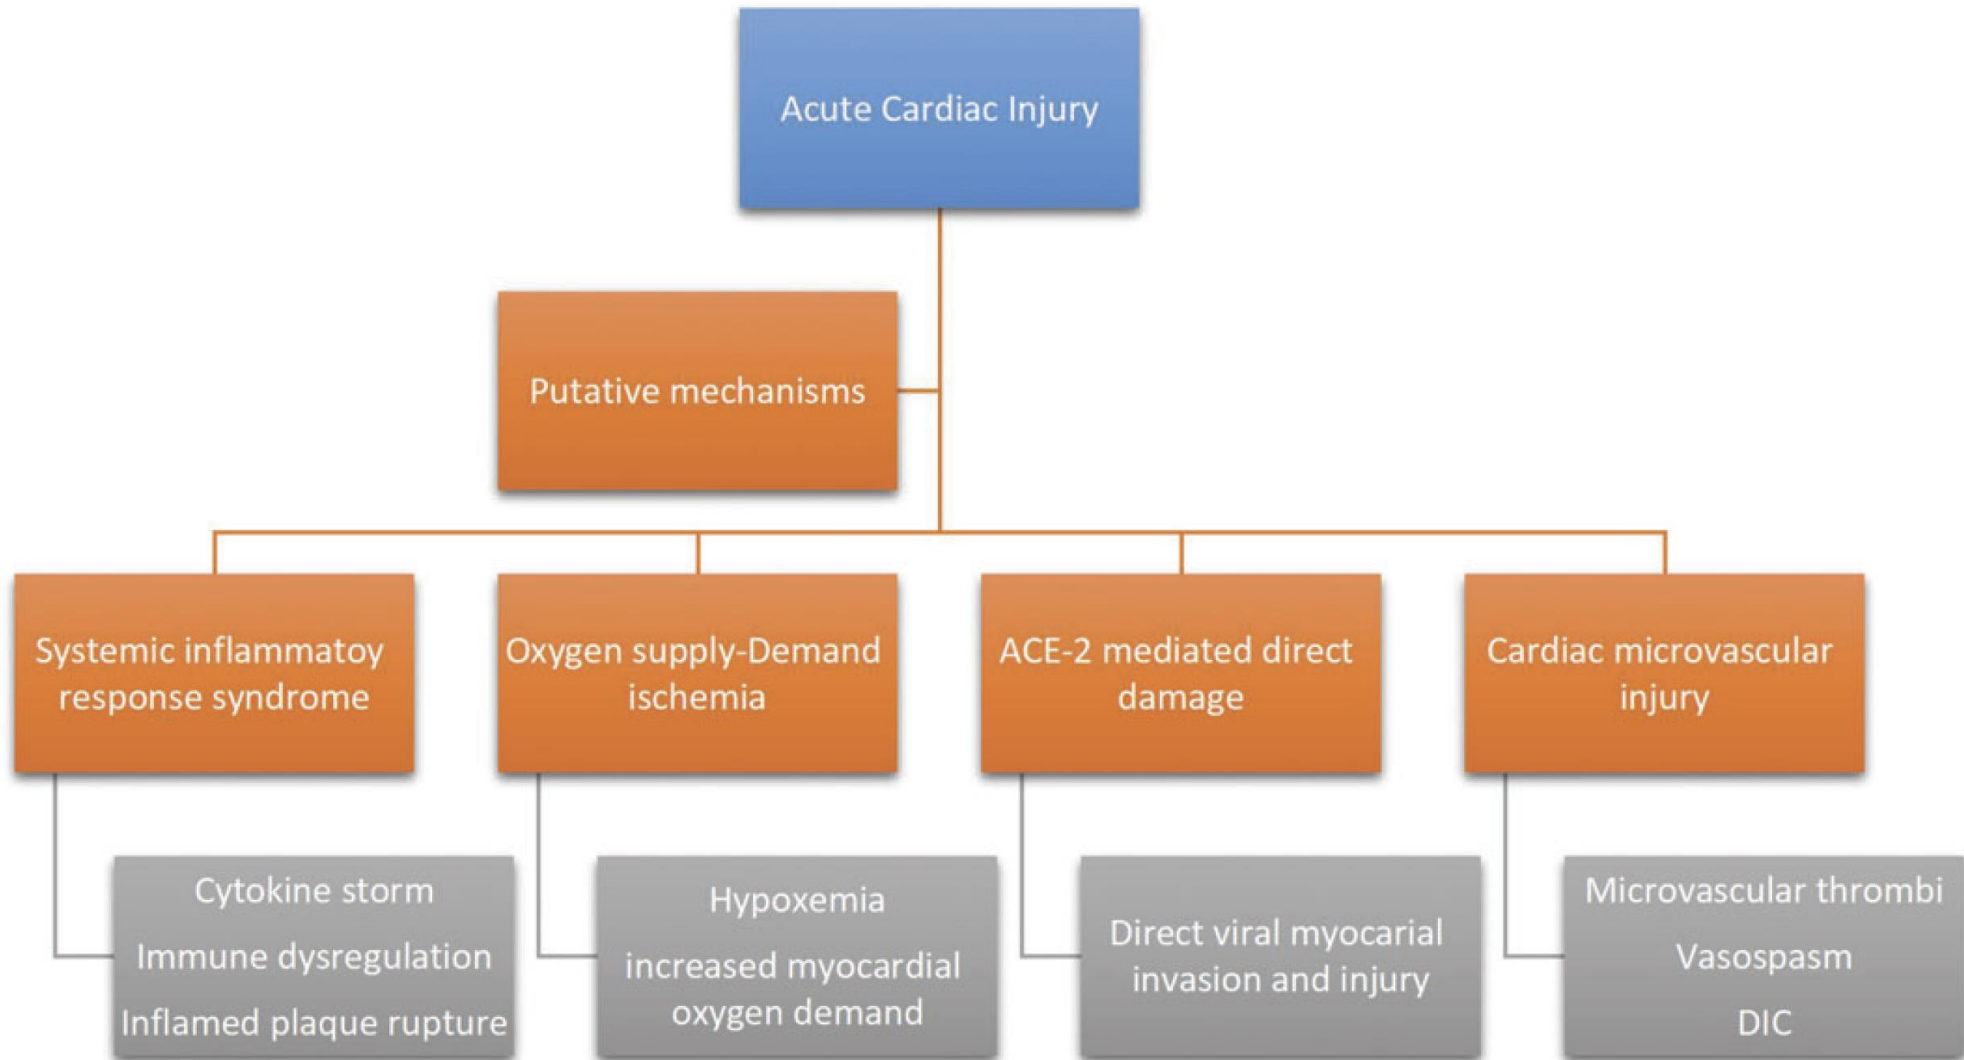 Acute Cardiac Injury
Putative mechanisms
Systemic inflammatoy
response syndrome
Oxygen supply-Demand
ischemia
ACE-2 mediated direct
damage
Cardiac microvascular
injury
Cytokine storm
Immune dysregulation
Inflamed plaque rupture
Hypoxemia
increased myocardial
oxygen demand
Direct viral myocarial
invasion and injury
Microvascular thrombi
Vasospasm
DIC